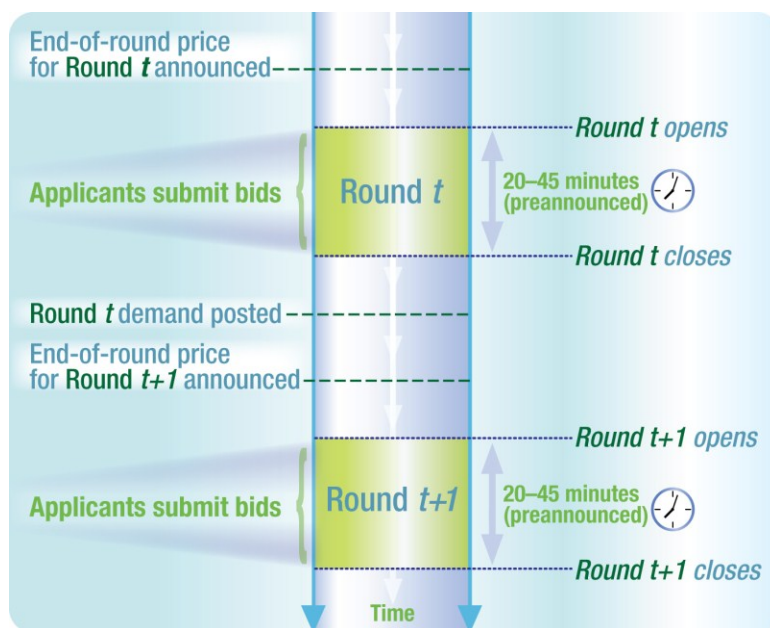 End-of-round price
for Round t announced
Round t opens
Applicants submit bids
Round t
20–45 minutes
(preannounced)
Round t closes
Round t demand posted
End-of-round price
for Round t+1 announced
Round t+1 opens
Applicants submit bids
Round t+1
20–45 minutes
(preannounced)
Round t+1 closes
Time